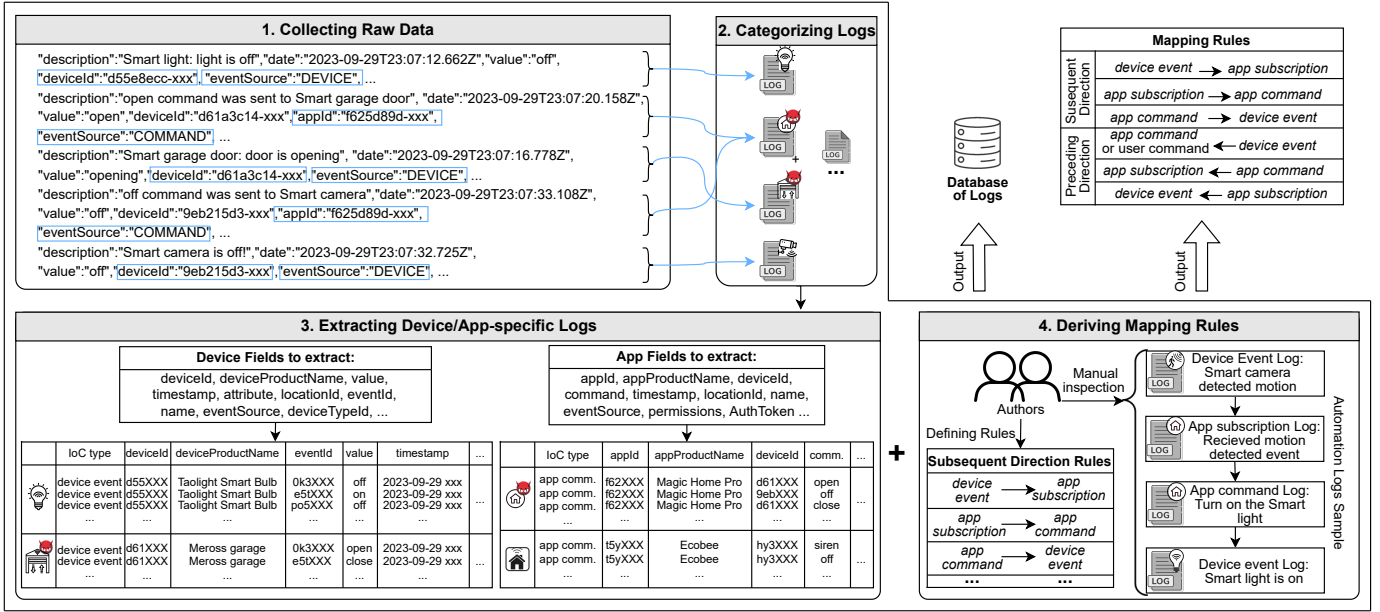 1. Collecting Raw Data
"description":"Smart light: light is off","date":"2023-09-29T23:07:12.662Z","value":"off",
"deviceId":"d55e8ecc-xxx", "eventSource":"DEVICE", ...
"description":"open command was sent to Smart garage door", "date":"2023-09-29T23:07:20.158Z",
"value":"open","deviceId":"d61a3c14-xxx","appId":"f625d89d-xxx",
"eventSource":"COMMAND" ...
"description":"Smart garage door: door is opening", "date":"2023-09-29T23:07:16.778Z",
"value":"opening","deviceId":"d61a3c14-xxx","eventSource":"DEVICE", ...
"description":"off command was sent to Smart camera","date":"2023-09-29T23:07:33.108Z",
"value":"off","deviceId":"9eb215d3-xxx","appId":"f625d89d-xxx",
"eventSource":"COMMAND", ...
"description":"Smart camera is off!","date":"2023-09-29T23:07:32.725Z",
"value":"off","deviceId":"9eb215d3-xxx","eventSource":"DEVICE", ...
2. Categorizing Logs
LOG
LOG
+
LOG
...
LOG
LOG
Database
of Logs
Output
Mapping Rules
Susequent
Direction
device event app subscription
app subscription app command
app command device event
Preceding
Direction
app command
or user command device event
app subscription app command
device event app subscription
Output
3. Extracting Device/App-specific Logs
Device Fields to extract:
deviceId, deviceProductName, value,
timestamp, attribute, locationId, eventId,
name, eventSource, deviceTypeId, ...
IoC type deviceId deviceProductName eventId value timestamp ...
device event d55XXX Taolight Smart Bulb 0k3XXX off 2023-09-29 xxx
device event d55XXX Taolight Smart Bulb e5tXXX on 2023-09-29 xxx ...
device event d55XXX Taolight Smart Bulb po5XXX off 2023-09-29 xxx
... ... ... ... ... ...
device event d61XXX Meross garage 0k3XXX open 2023-09-29 xxx
device event d61XXX Meross garage e5tXXX close 2023-09-29 xxx ...
... ... ... ... ... ...
App Fields to extract:
appId, appProductName, deviceId,
command, timestamp, locationId, name,
eventSource, permissions, AuthToken ...
IoC type appId appProductName deviceId comm. ...
app comm. f62XXX Magic Home Pro d61XXX open
app comm. f62XXX Magic Home Pro 9ebXXX off ...
app comm. f62XXX Magic Home Pro d61XXX close
... ... ... ... ...
app comm. t5yXXX Ecobee hy3XXX siren
app comm. t5yXXX Ecobee hy3XXX off ...
... ... ... ... ...
+
4. Deriving Mapping Rules
Authors
Manual
inspection
Defining Rules
Subsequent Direction Rules
device
event
app
subscription
app
subscription
app
command
app
command
device
event
... ...
LOG
Device Event Log:
Smart camera
detected motion
LOG
App subscription Log:
Recieved motion
detected event
LOG
App command Log:
Turn on the Smart
light
LOG
Device event Log:
Smart light is on
Automation Logs Sample